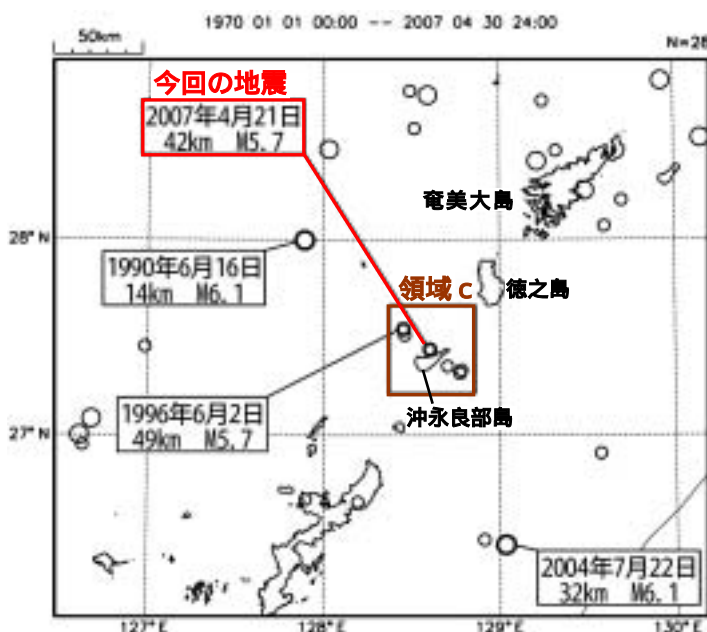 1970 01 01 00:00 -- 2007 04 30 24:00
50km
N=28
今回の地震
2007年4月21日
42km M5.7
奄美大島
28°N
1990年6月16日
14km M6.1
領域 c
徳之島
1996年6月2日
49km M5.7
沖永良部島
27°N
2004年7月22日
32km M6.1
127°E
128°E
129°E
130°E